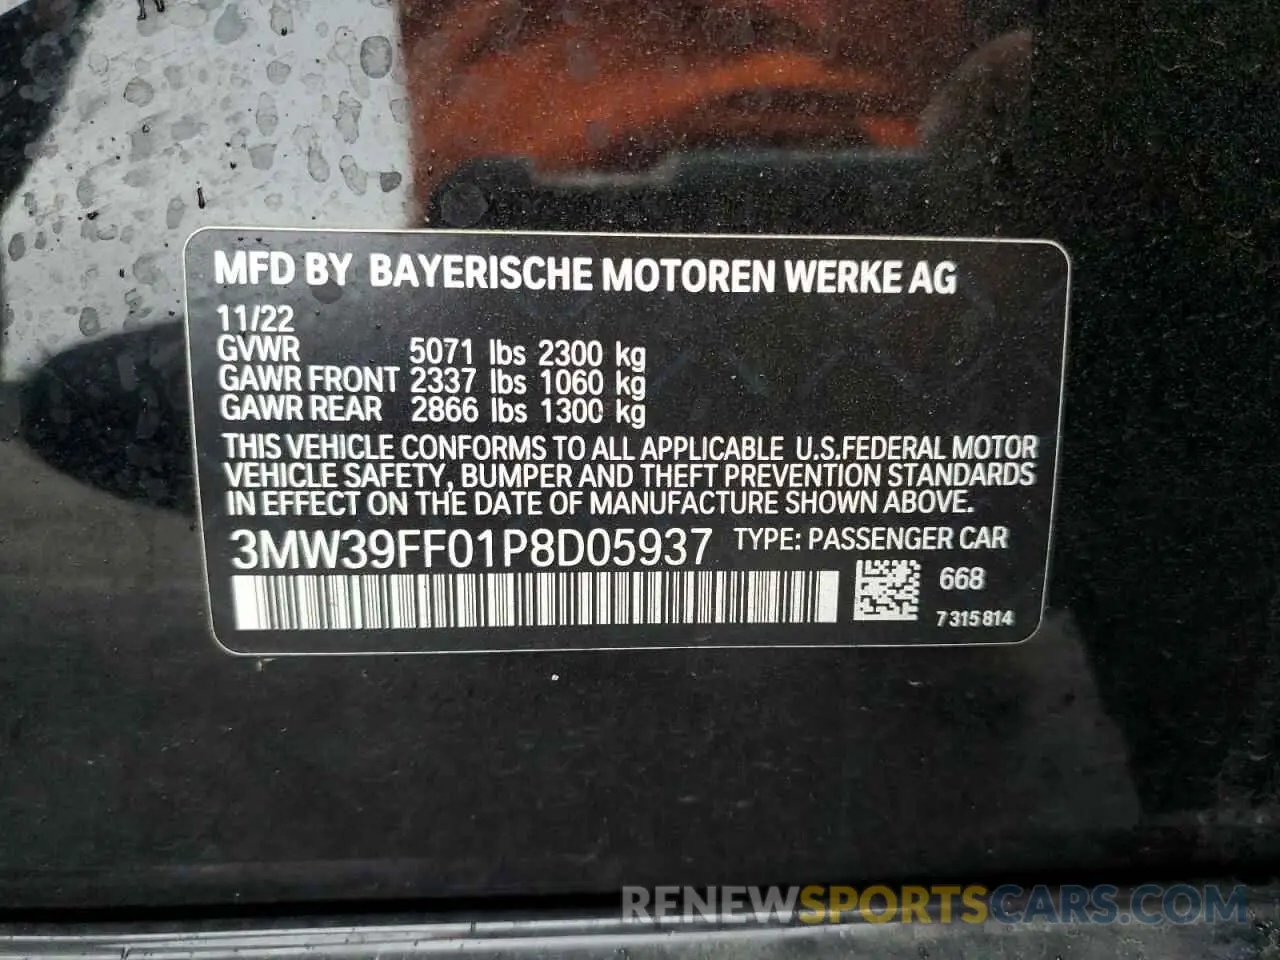 MFD BY BAYERISCHE MOTOREN WERKE AG
11/22
GVWR 5071 lbs 2300 kg
GAWR FRONT 2337 lbs 1060 kg
GAWR REAR 2866 lbs 1300 kg
THIS VEHICLE CONFORMS TO ALL APPLICABLE U.S.FEDERAL MOTOR
VEHICLE SAFETY, BUMPER AND THEFT PREVENTION STANDARDS
IN EFFECT ON THE DATE OF MANUFACTURE SHOWN ABOVE.
3MW39FF01P8D05937 TYPE: PASSENGER CAR
668
7 315 814
RENEWSPORTSCARS.COM